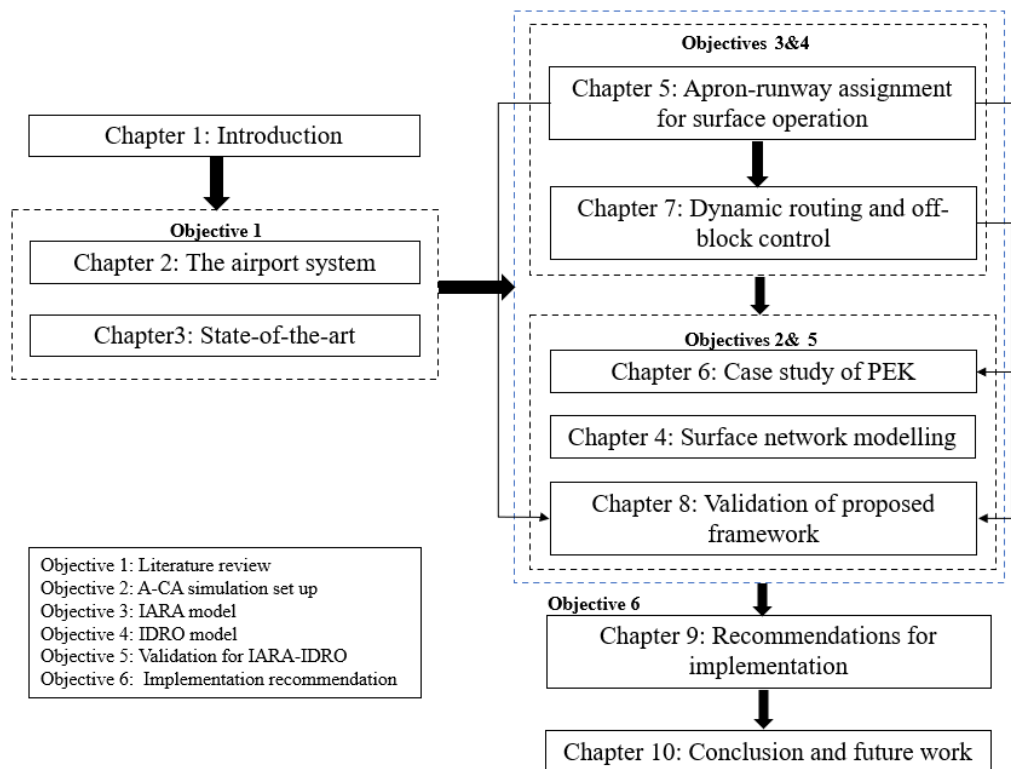 Chapter 1: Introduction
Objective 1
Chapter 2: The airport system
Chapter3: State-of-the-art
Objectives 3&4
Chapter 5: Apron-runway assignment
for surface operation
Chapter 7: Dynamic routing and off-
block control
Objectives 2& 5
Chapter 6: Case study of PEK
Chapter 4: Surface network modelling
Chapter 8: Validation of proposed
framework
Objective 6
Chapter 9: Recommendations for
implementation
Chapter 10: Conclusion and future work
Objective 1: Literature review
Objective 2: A-CA simulation set up
Objective 3: IARA model
Objective 4: IDRO model
Objective 5: Validation for IARA-IDRO
Objective 6: Implementation recommendation